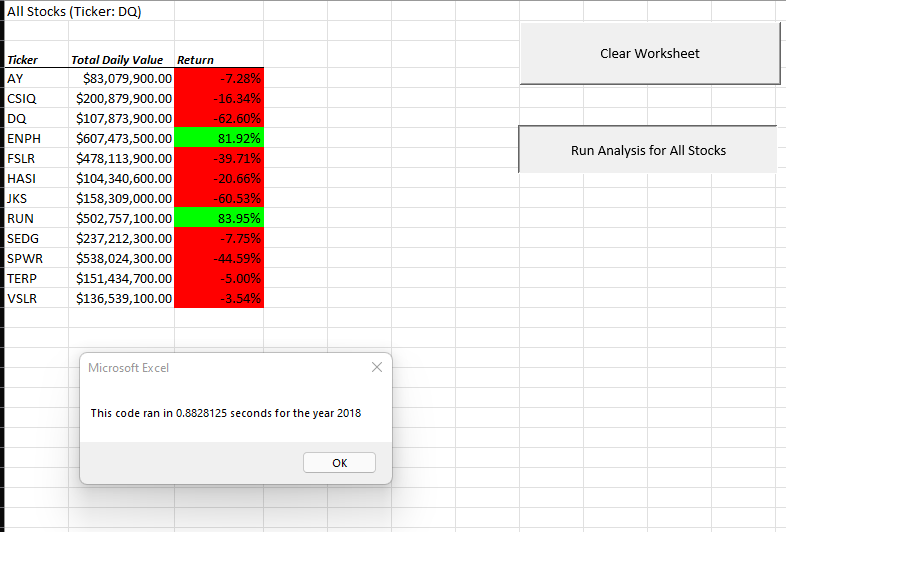 All Stocks (Ticker: DQ)
Clear Worksheet
Ticker Total Daily Value Return
AY $83,079,900.00 -7.28%
CSIQ $200,879,900.00 -16.34%
DQ $107,873,900.00 -62.60%
ENPH $607,473,500.00 81.92%
Run Analysis for All Stocks
FSLR $478,113,900.00 -39.71%
HASI $104,340,600.00 -20.66%
JKS $158,309,000.00 -60.53%
RUN $502,757,100.00 83.95%
SEDG $237,212,300.00 -7.75%
SPWR $538,024,300.00 -44.59%
TERP $151,434,700.00 -5.00%
VSLR $136,539,100.00 -3.54%
Microsoft Excel
This code ran in 0.8828125 seconds for the year 2018
OK